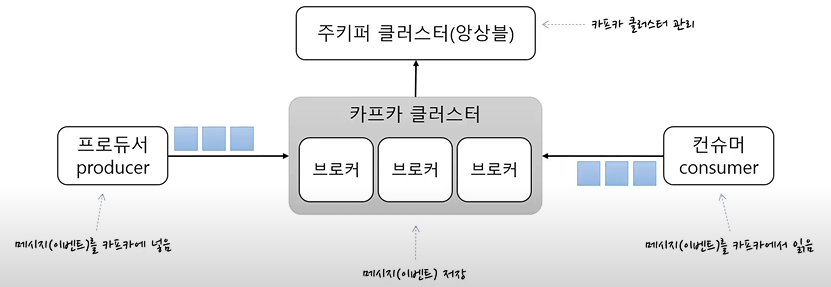 주키퍼 클러스터(앙상블)
카프카 클러스터 관리
카프카 클러스터
프로듀서
producer
브로커
브로커
브로커
컨슈머
consumer
메시지(이벤트)를 카프카에 넣음
메시지(이벤트) 저장
메시지(이벤트)를 카프카에서 읽음